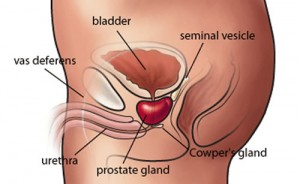 bladder
seminal vesicle
vas deferens
urethra
Cowper's gland
prostate gland